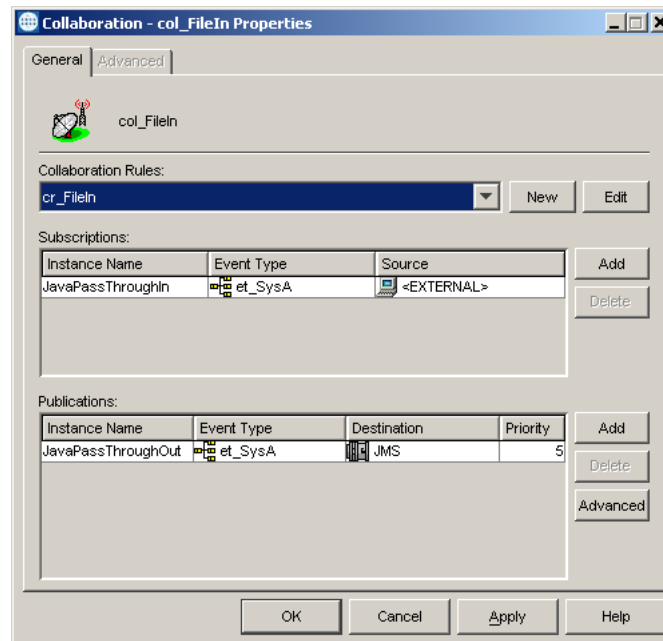 Collaboration - col_FileIn Properties
General Advanced
col_FileIn
Collaboration Rules:
cr_FileIn New Edit
Subscriptions:
Instance Name Event Type Source Add
JavaPassThroughIn et_SysA <EXTERNAL>
Delete
Publications:
Instance Name Event Type Destination Priority Add
JavaPassThroughOut et_SysA JMS 5
Delete
Advanced
OK Cancel Apply Help